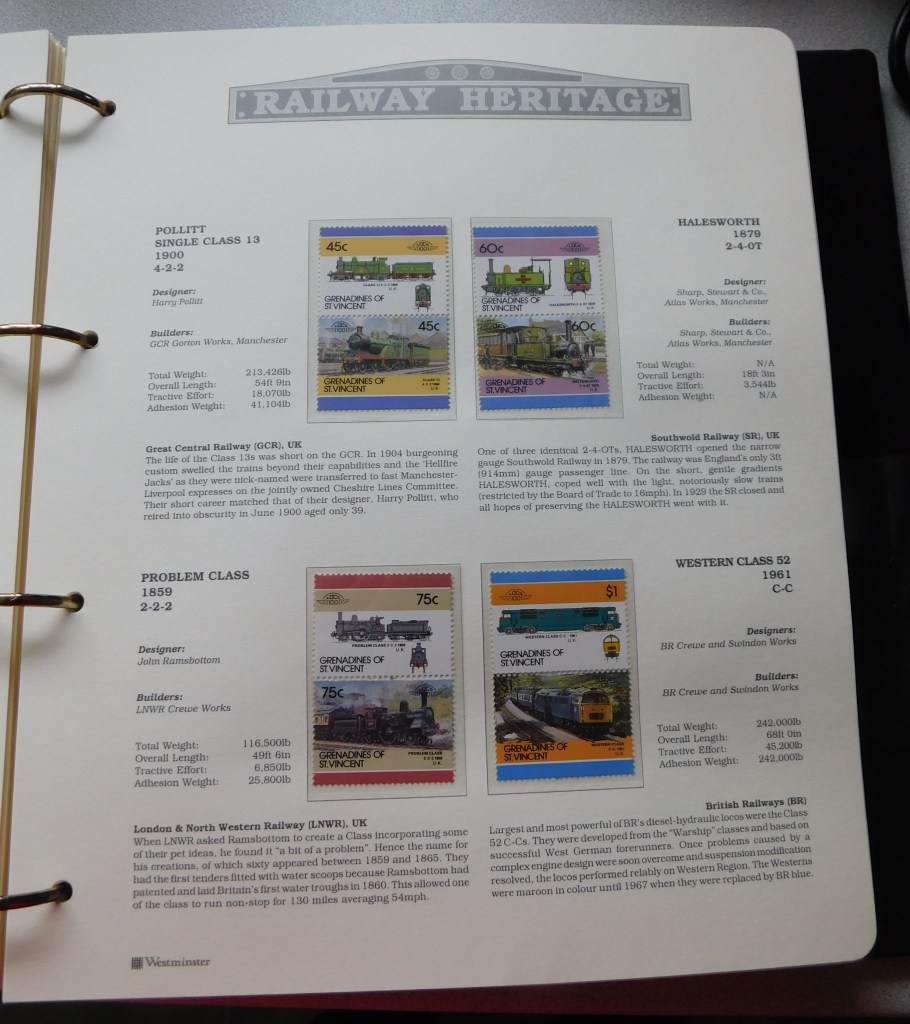 RAILWAY HERITAGE
POLLITT
SINGLE CLASS 13
1900
4-2-2
Designer:
Harry Pollitt
Builders:
GCR Gorton Works, Manchester
Total Weight: 213,426lb
Overall Length: 54ft 9in
Tractive Effort: 18,070lb
Adhesion Weight: 41,104lb
45c
GRENADINES OF
ST.VINCENT
45c
GRENADINES OF
ST.VINCENT
60c
GRENADINES OF
ST.VINCENT
60c
GRENADINES OF
ST.VINCENT
HALESWORTH
1879
2-4-0T
Designer:
Sharp, Stewart & Co.,
Atlas Works, Manchester
Builders:
Sharp, Stewart & Co.,
Atlas Works, Manchester
Total Weight: N/A
Overall Length: 18ft 3in
Tractive Effort: 3,544lb
Adhesion Weight: N/A
Great Central Railway (GCR), UK
The life of the Class 13s was short on the GCR. In 1904 burgeoning
custom swelled the trains beyond their capabilities and the 'Hellfire
Jacks' as they were nick-named were transferred to fast Manchester-
Liverpool expresses on the jointly owned Cheshire Lines Committee.
Their short career matched that of their designer, Harry Pollitt, who
reired into obscurity in June 1900 aged only 39.
Southwold Railway (SR), UK
One of three identical 2-4-OTs, HALESWORTH opened the narrow
gauge Southwold Railway in 1879. The railway was England's only 3ft
(914mm) gauge passenger line. On the short, gentle gradients
HALESWORTH, coped well with the light, notoriously slow trains
(restricted by the Board of Trade to 16mph). In 1929 the SR closed and
all hopes of preserving the HALESWORTH went with it.
PROBLEM CLASS
1859
2-2-2
Designer:
John Ramsbottom
Builders:
LNWR Crewe Works
Total Weight: 116,500lb
Overall Length: 49ft 6in
Tractive Effort: 6,850lb
Adhesion Weight: 25,800lb
75c
PROBLEM CLASS 2-2-2 1859
U.K.
GRENADINES OF
ST.VINCENT
75c
PROBLEM CLASS
2-2-2 1859
U.K.
GRENADINES OF
ST.VINCENT
$1
WESTERN CLASS C-C 1961
U.K.
GRENADINES OF
ST.VINCENT
WESTERN CLASS
C-C 1961
U.K.
GRENADINES OF
ST.VINCENT
WESTERN CLASS 52
1961
C-C
Designers:
BR Crewe and Swindon Works
Builders:
BR Crewe and Swindon Works
Total Weight: 242,000lb
Overall Length: 68ft 0in
Tractive Effort: 45,200lb
Adhesion Weight: 242,000lb
London & North Western Railway (LNWR), UK
When LNWR asked Ramsbottom to create a Class incorporating some
of their pet ideas, he found it "a bit of a problem". Hence the name for
his creations, of which sixty appeared between 1859 and 1865. They
had the first tenders fitted with water scoops because Ramsbottom had
patented and laid Britain's first water troughs in 1860. This allowed one
of the class to run non-stop for 130 miles averaging 54mph.
British Railways (BR)
Largest and most powerful of BR's diesel-hydraulic locos were the Class
52 C-Cs. They were developed from the "Warship" classes and based on
successful West German forerunners. Once problems caused by a
complex engine design were soon overcome and suspension modification
resolved, the locos performed relably on Western Region. The Westerns
were maroon in colour until 1967 when they were replaced by BR blue.
Westminster